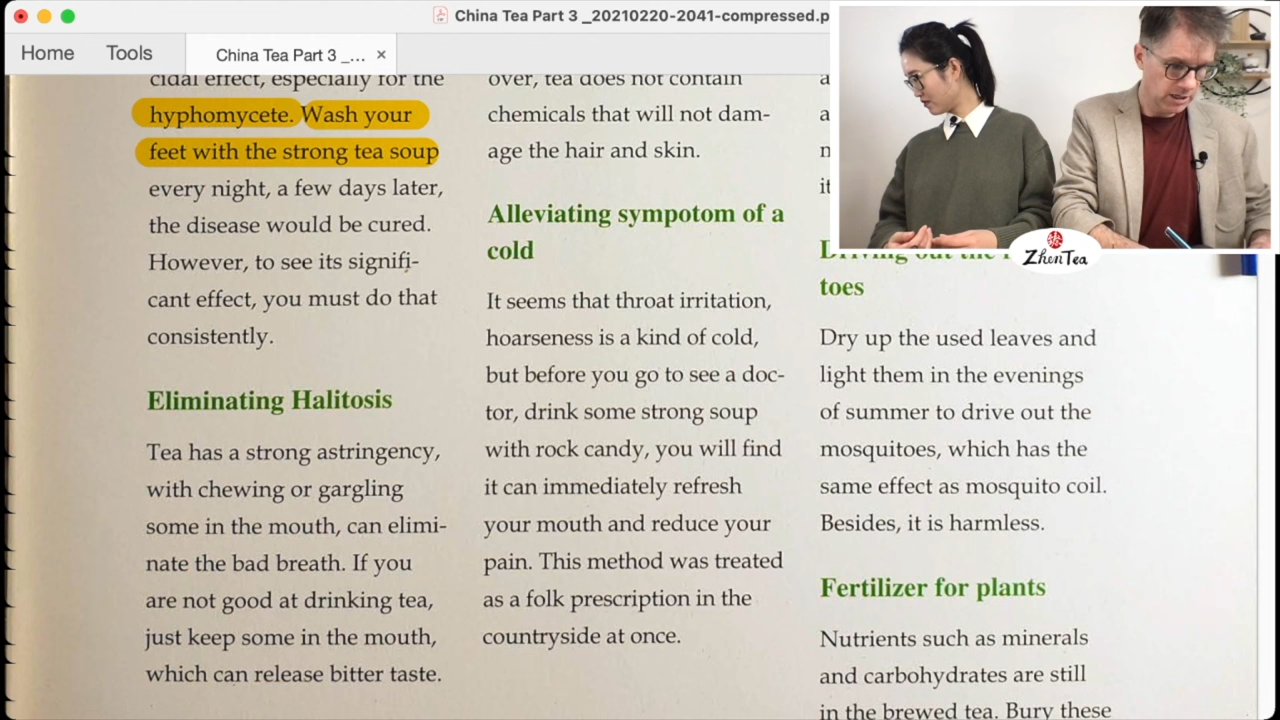 China Tea Part 3 _20210220-2041-compressed.p
Home
Tools
China Tea Part 3 _...
×
cidal effect, especially for the
hyphomycete. Wash your
feet with the strong tea soup
every night, a few days later,
the disease would be cured.
However, to see its signifi-
cant effect, you must do that
consistently.
Eliminating Halitosis
Tea has a strong astringency,
with chewing or gargling
some in the mouth, can elimi-
nate the bad breath. If you
are not good at drinking tea,
just keep some in the mouth,
which can release bitter taste.
over, tea does not contain
chemicals that will not dam-
age the hair and skin.
Alleviating sympotom of a
cold
It seems that throat irritation,
hoarseness is a kind of cold,
but before you go to see a doc-
tor, drink some strong soup
with rock candy, you will find
it can immediately refresh
your mouth and reduce your
pain. This method was treated
as a folk prescription in the
countryside at once.
Driving out the
toes
Dry up the used leaves and
light them in the evenings
of summer to drive out the
mosquitoes, which has the
same effect as mosquito coil.
Besides, it is harmless.
Fertilizer for plants
Nutrients such as minerals
and carbohydrates are still
in the brewed tea. Bury these
ZhenTea